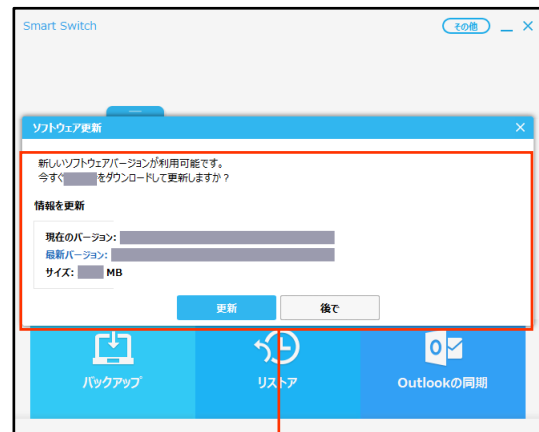 Smart Switch
その他
ソフトウェア更新
新しいソフトウェアバージョンが利用可能です。
今すぐ をダウンロードして更新しますか？
情報を更新
現在のバージョン:
最新バージョン:
サイズ: MB
更新
後で
バックアップ
リストア
Outlookの同期